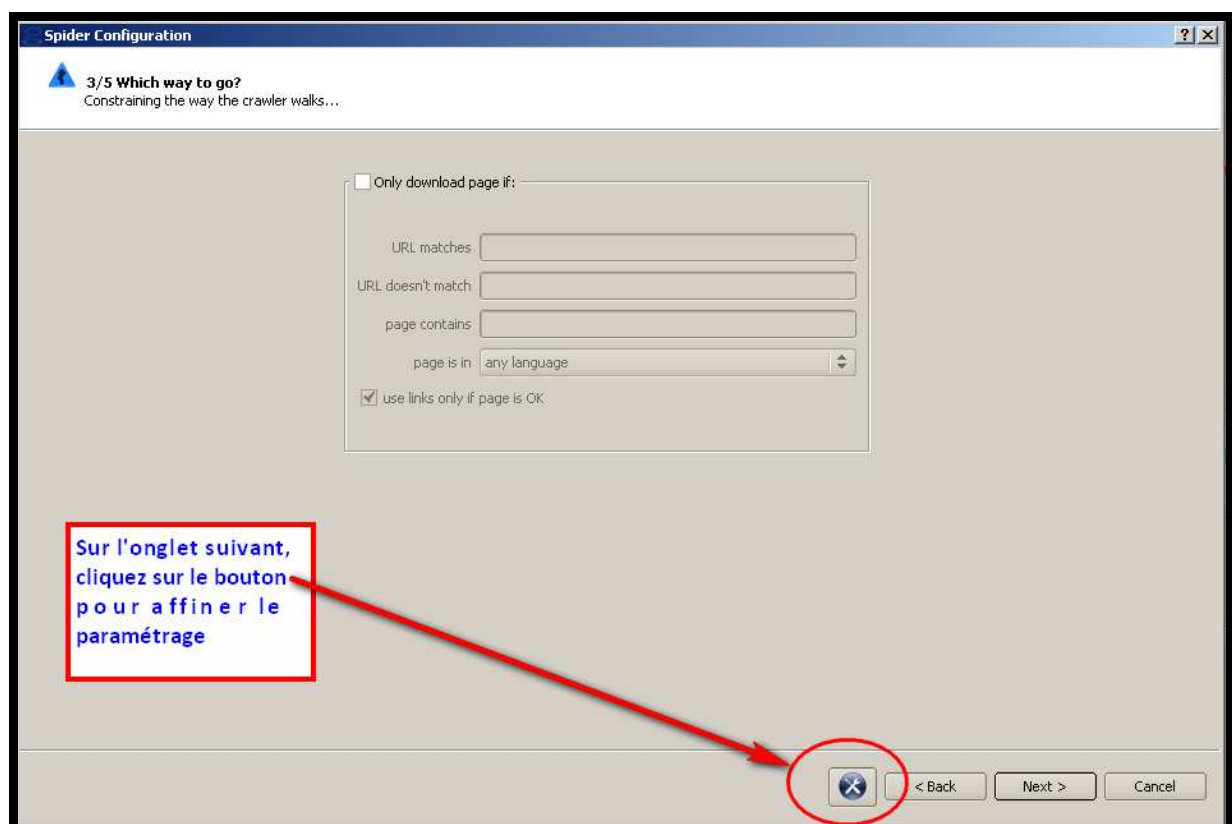 Spider Configuration
3/5 Which way to go?
Constraining the way the crawler walks...
Only download page if:
URL matches
URL doesn't match
page contains
page is in any language
use links only if page is OK
Sur l'onglet suivant,
cliquez sur le bouton
pour affiner le
paramétrage
< Back Next > Cancel